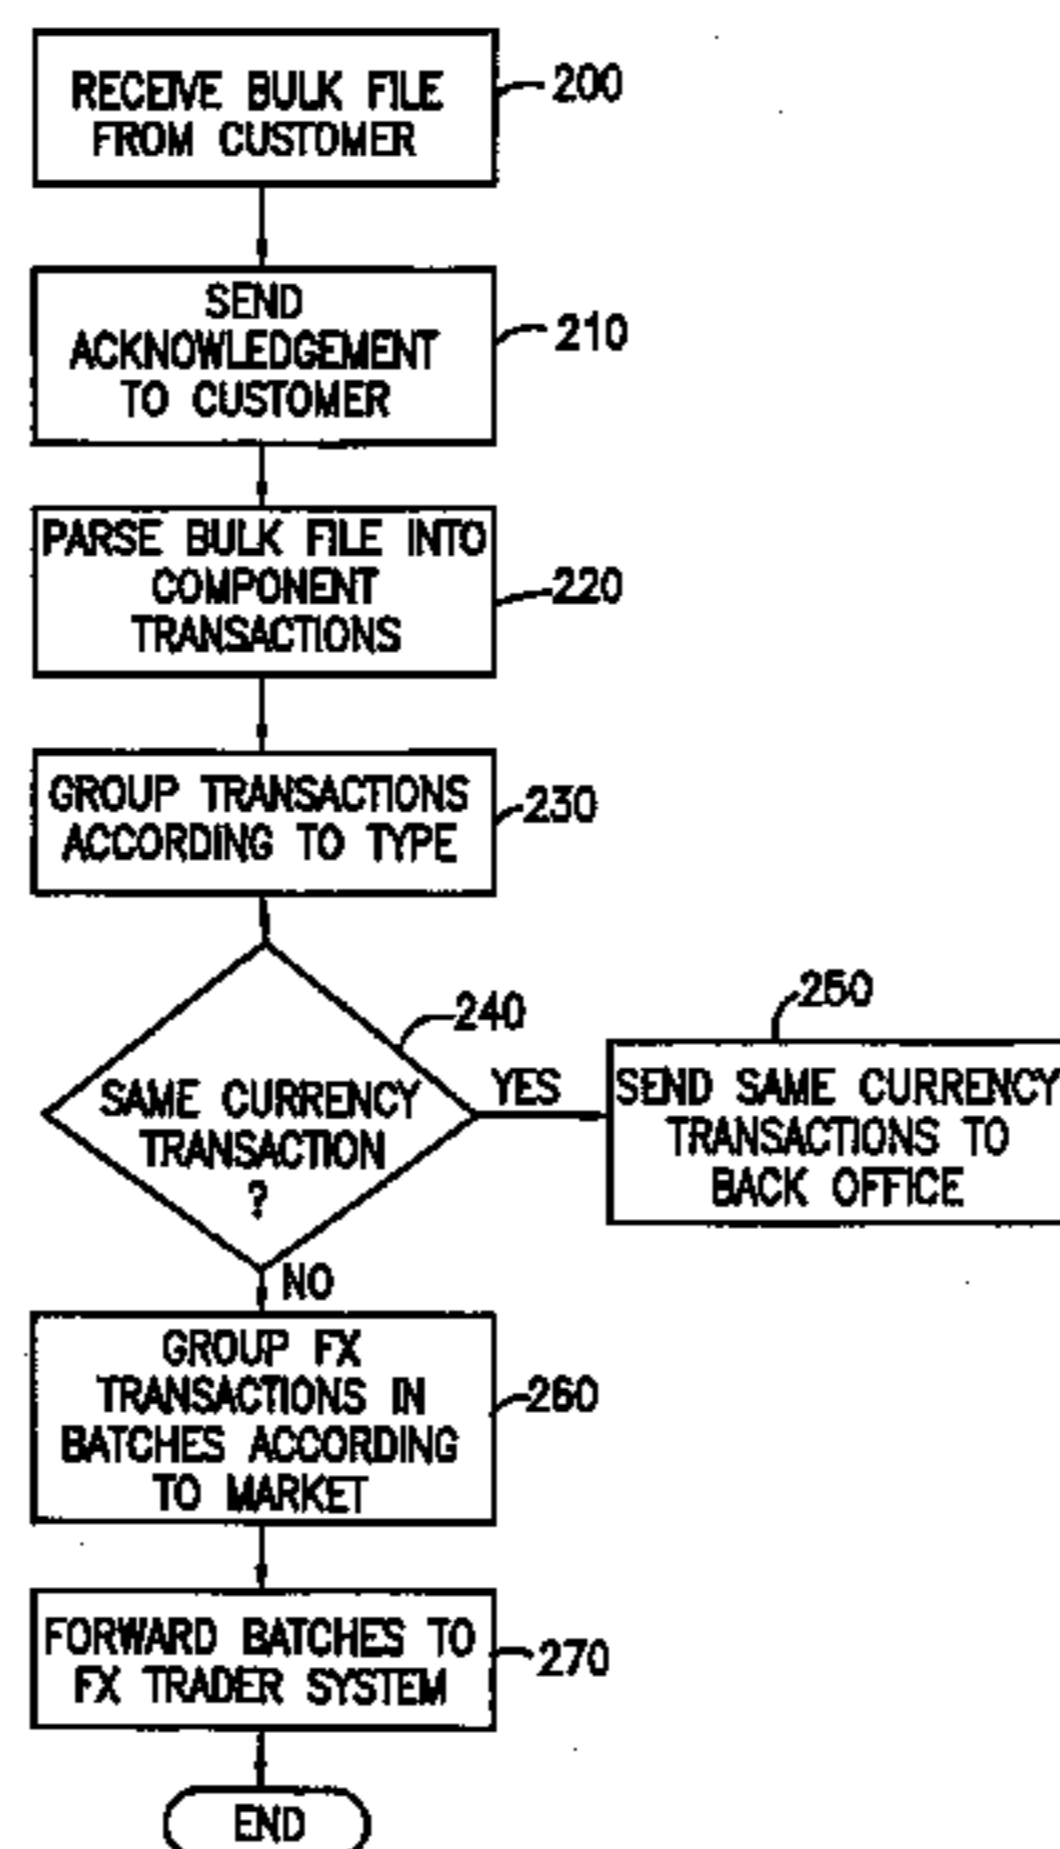 RECEIVE BULK FILE
FROM CUSTOMER
200
SEND
ACKNOWLEDGEMENT
TO CUSTOMER
210
PARSE BULK FILE INTO
COMPONENT
TRANSACTIONS
220
GROUP TRANSACTIONS
ACCORDING TO TYPE
230
240
SAME CURRENCY
TRANSACTION
?
YES
250
SEND SAME CURRENCY
TRANSACTIONS TO
BACK OFFICE
NO
GROUP FX
TRANSACTIONS IN
BATCHES ACCORDING
TO MARKET
260
FORWARD BATCHES TO
FX TRADER SYSTEM
270
END